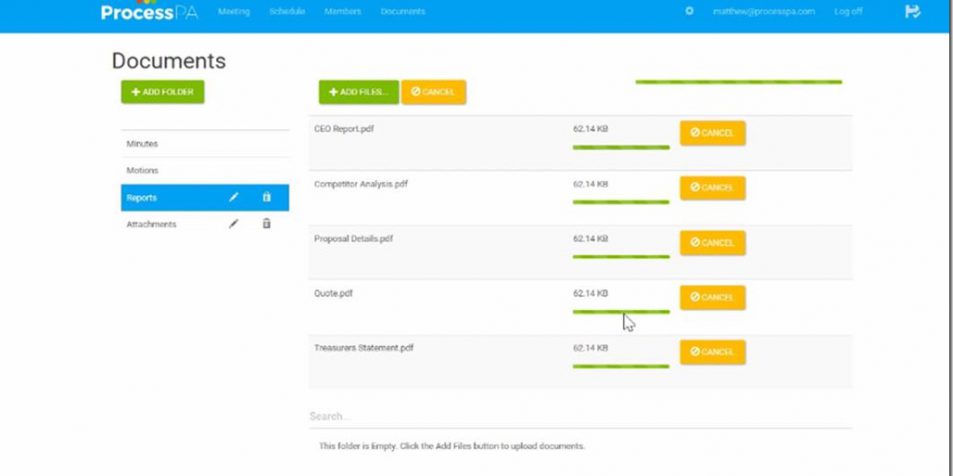 ProcessPA Meeting Schedule Members Documents matthew@processpa.com Log off
Documents
ADD FOLDER
ADD FILES... CANCEL
Minutes
Motions
Reports
Attachments
CEO Report.pdf 62.14 KB CANCEL
Competitor Analysis.pdf 62.14 KB CANCEL
Proposal Details.pdf 62.14 KB CANCEL
Quote.pdf 62.14 KB CANCEL
Treasurers Statement.pdf 62.14 KB CANCEL
Search...
This folder is Empty. Click the Add Files button to upload documents.